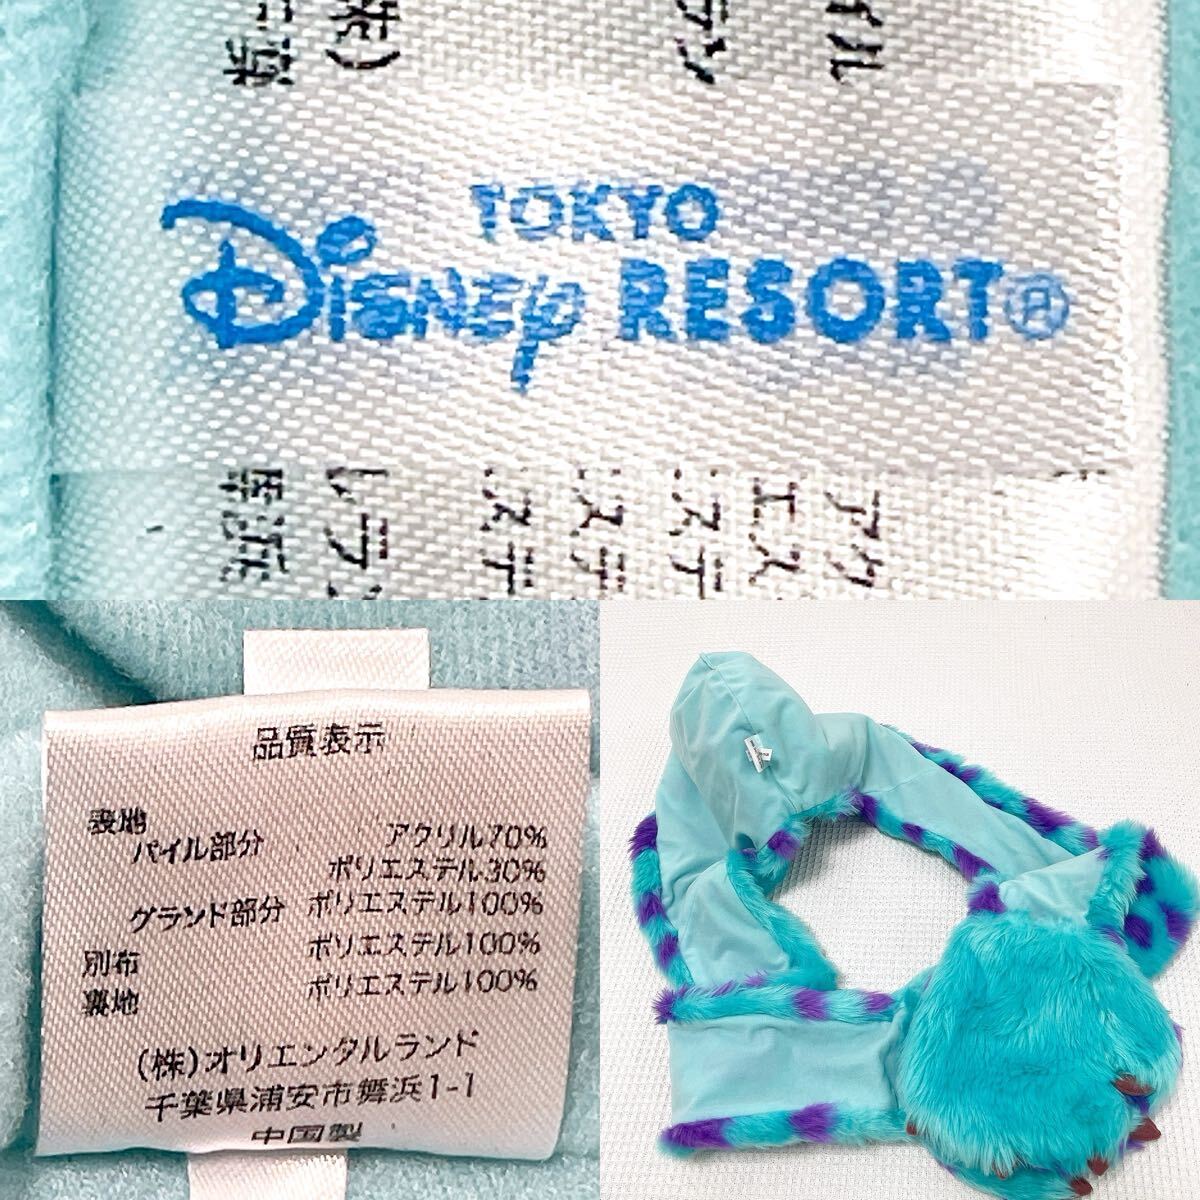 TOKYO
Disney RESORT®
品質表示
表地
パイル部分 アクリル70%
ポリエステル30%
グランド部分 ポリエステル100%
別布 ポリエステル100%
裏地 ポリエステル100%
(株)オリエンタルランド
千葉県浦安市舞浜1-1
中国製